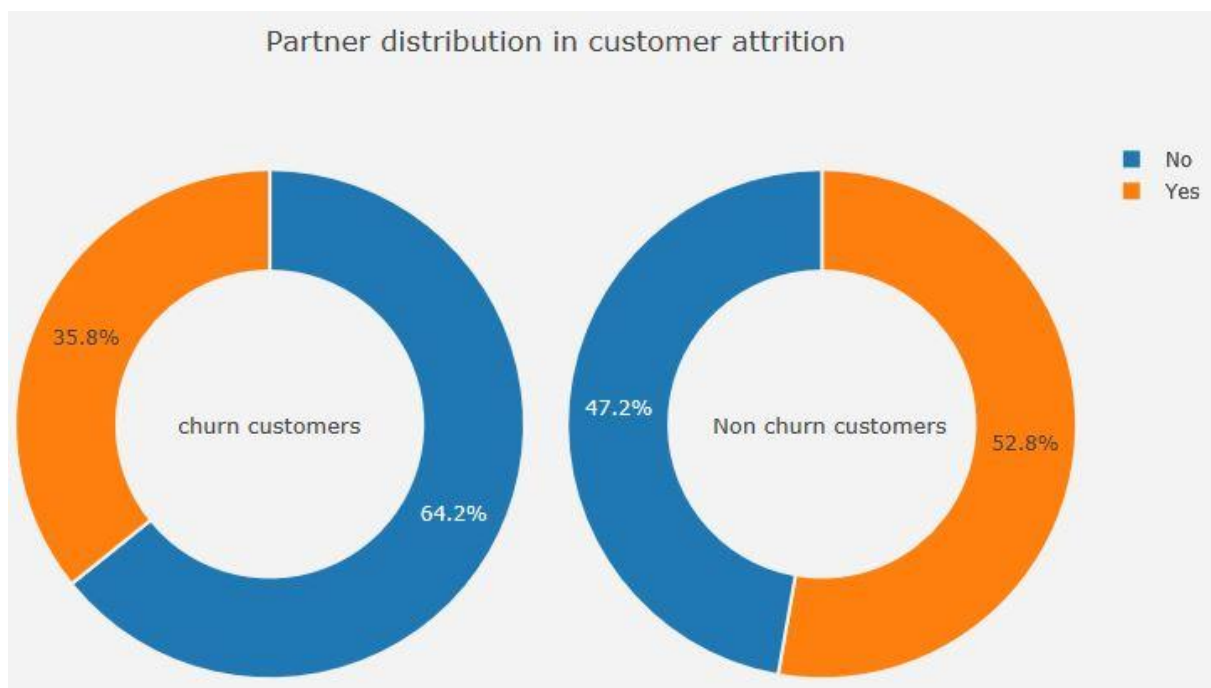 Partner distribution in customer attrition
No
Yes
35.8%
churn customers
64.2%
47.2%
Non churn customers
52.8%